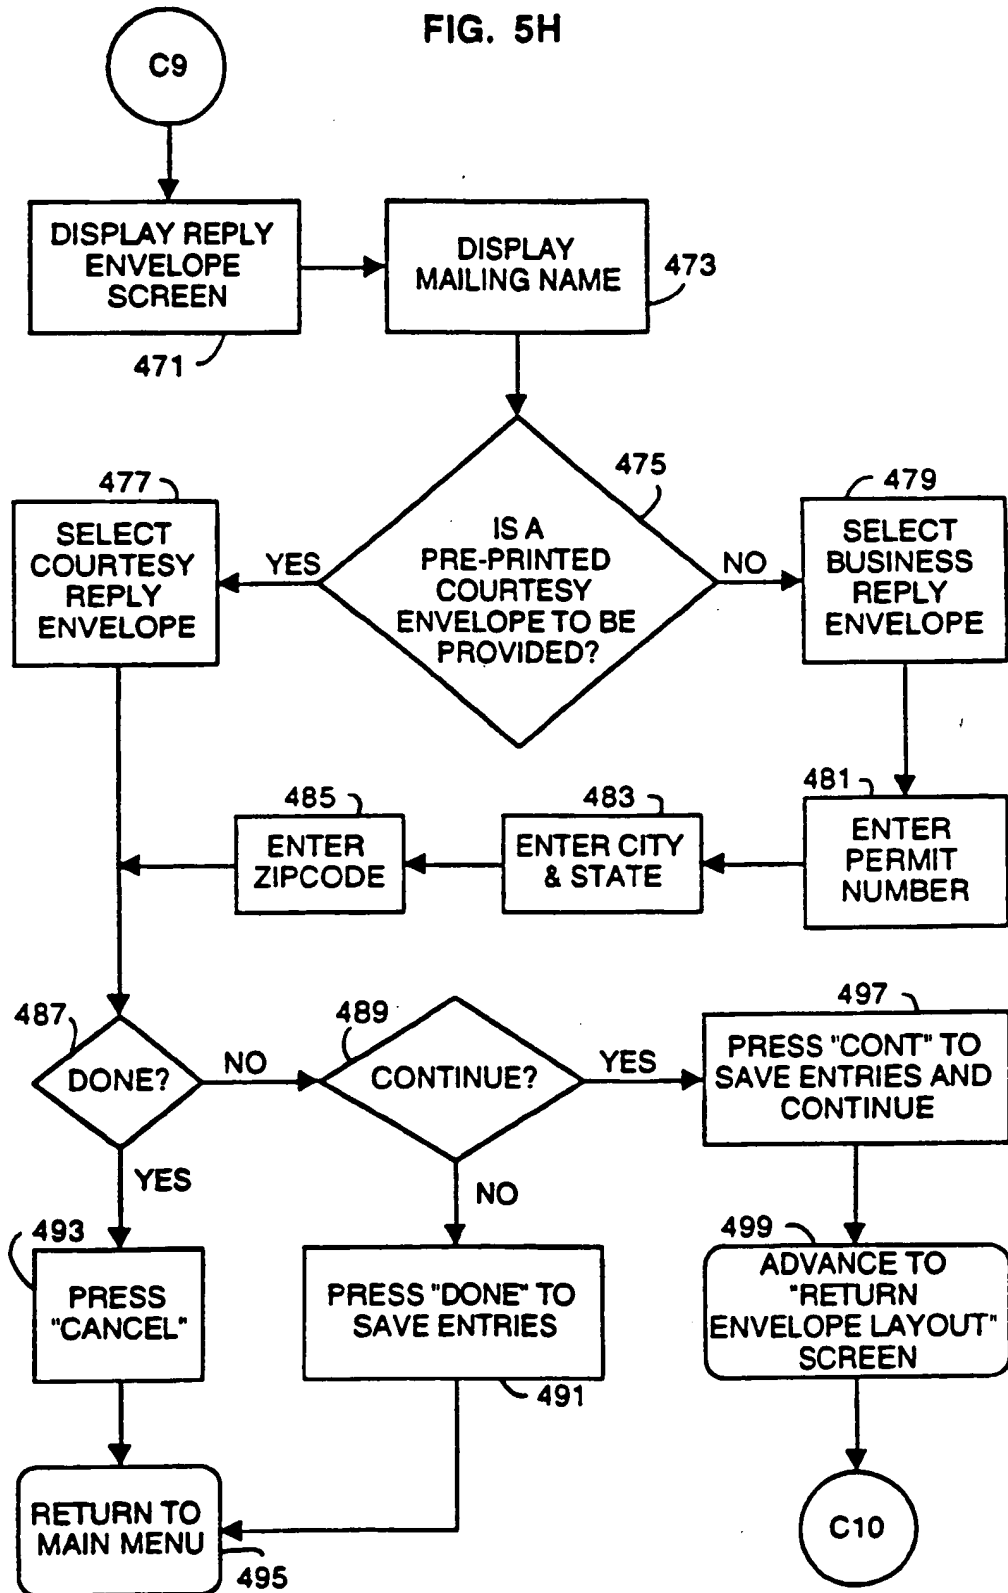 FIG. 5H
C9
DISPLAY REPLY
ENVELOPE
SCREEN
471
DISPLAY
MAILING NAME
473
475
IS A
PRE-PRINTED
COURTESY
ENVELOPE TO BE
PROVIDED?
YES
NO
477
SELECT
COURTESY
REPLY
ENVELOPE
479
SELECT
BUSINESS
REPLY
ENVELOPE
481
ENTER
PERMIT
NUMBER
483
ENTER CITY
& STATE
485
ENTER
ZIPCODE
487
DONE?
NO
YES
489
CONTINUE?
YES
NO
497
PRESS "CONT" TO
SAVE ENTRIES AND
CONTINUE
493
PRESS
"CANCEL"
PRESS "DONE" TO
SAVE ENTRIES
491
499
ADVANCE TO
"RETURN
ENVELOPE LAYOUT"
SCREEN
RETURN TO
MAIN MENU
495
C10